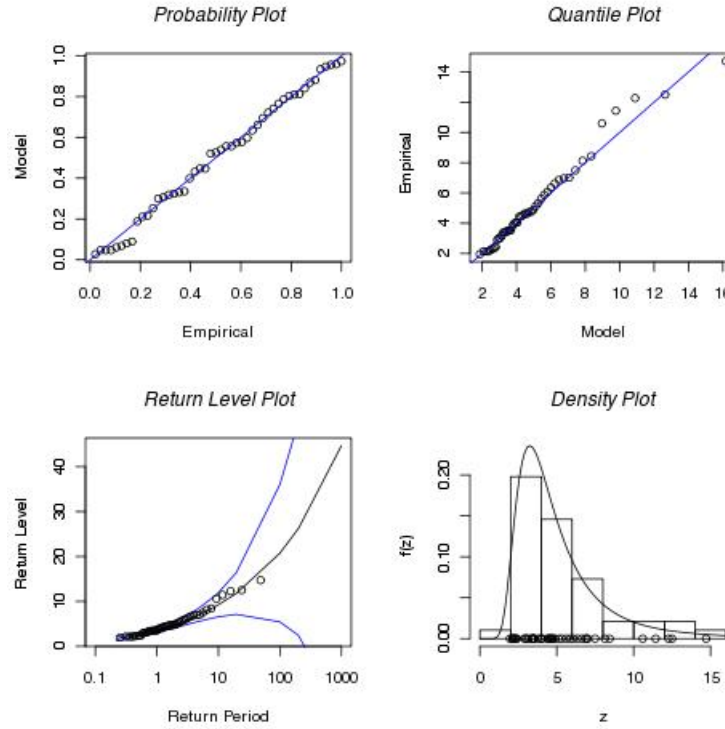 Probability Plot
Model
0.0 0.2 0.4 0.6 0.8 1.0
0.0 0.2 0.4 0.6 0.8 1.0
Empirical
Quantile Plot
Empirical
2 4 6 8 10 14
2 4 6 8 10 12 14 16
Model
Return Level Plot
Return Level
0 10 20 30 40
0.1 1 10 100 1000
Return Period
Density Plot
f(z)
0.00 0.10 0.20
0 5 10 15
z